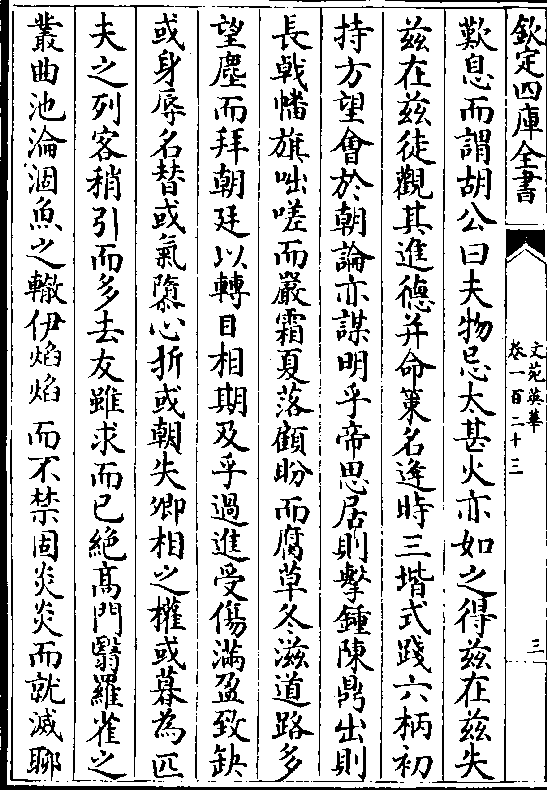 欽定四庫全書
文苑英華
卷一百二十三
三
歎息而謂胡公曰夫物忌太甚火亦如之得兹在兹失
兹在兹徒觀其進德并命策名逄時三堦式踐六柄初
持方望會於朝論亦謀明乎帝思居則擊鍾陳鼎出則
長戟幡旗咄嗟而嚴霜夏落顧盼而腐草冬滋道路多
望塵而拜朝廷以轉目相期及乎過進受傷滿盈致缺
或身辱名替或氣隳心折或朝失卿相之權或暮為匹
夫之列客稍引而多去友雖求而已絶髙門翳羅雀之
叢曲池淪涸魚之轍伊焰焰而不禁固炎炎而就滅聊